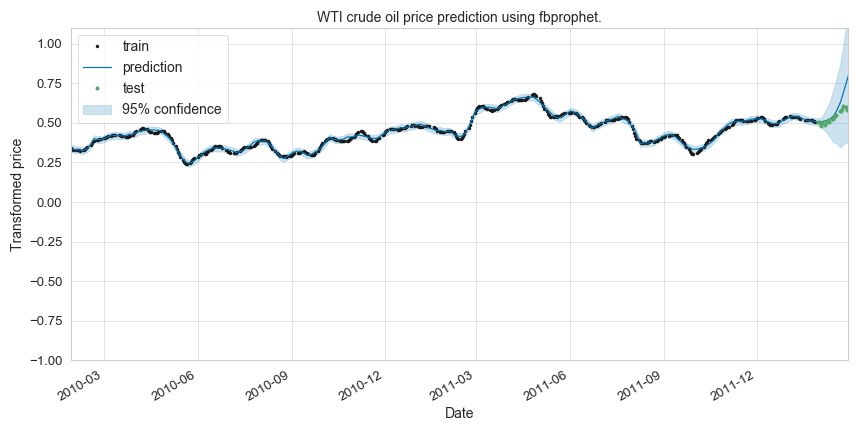 WTI crude oil price prediction using fbprophet.
train
prediction
test
95% confidence
1.00
0.75
0.50
0.25
0.00
−0.25
−0.50
−0.75
−1.00
Transformed price
2010-03
2010-06
2010-09
2010-12
2011-03
2011-06
2011-09
2011-12
Date